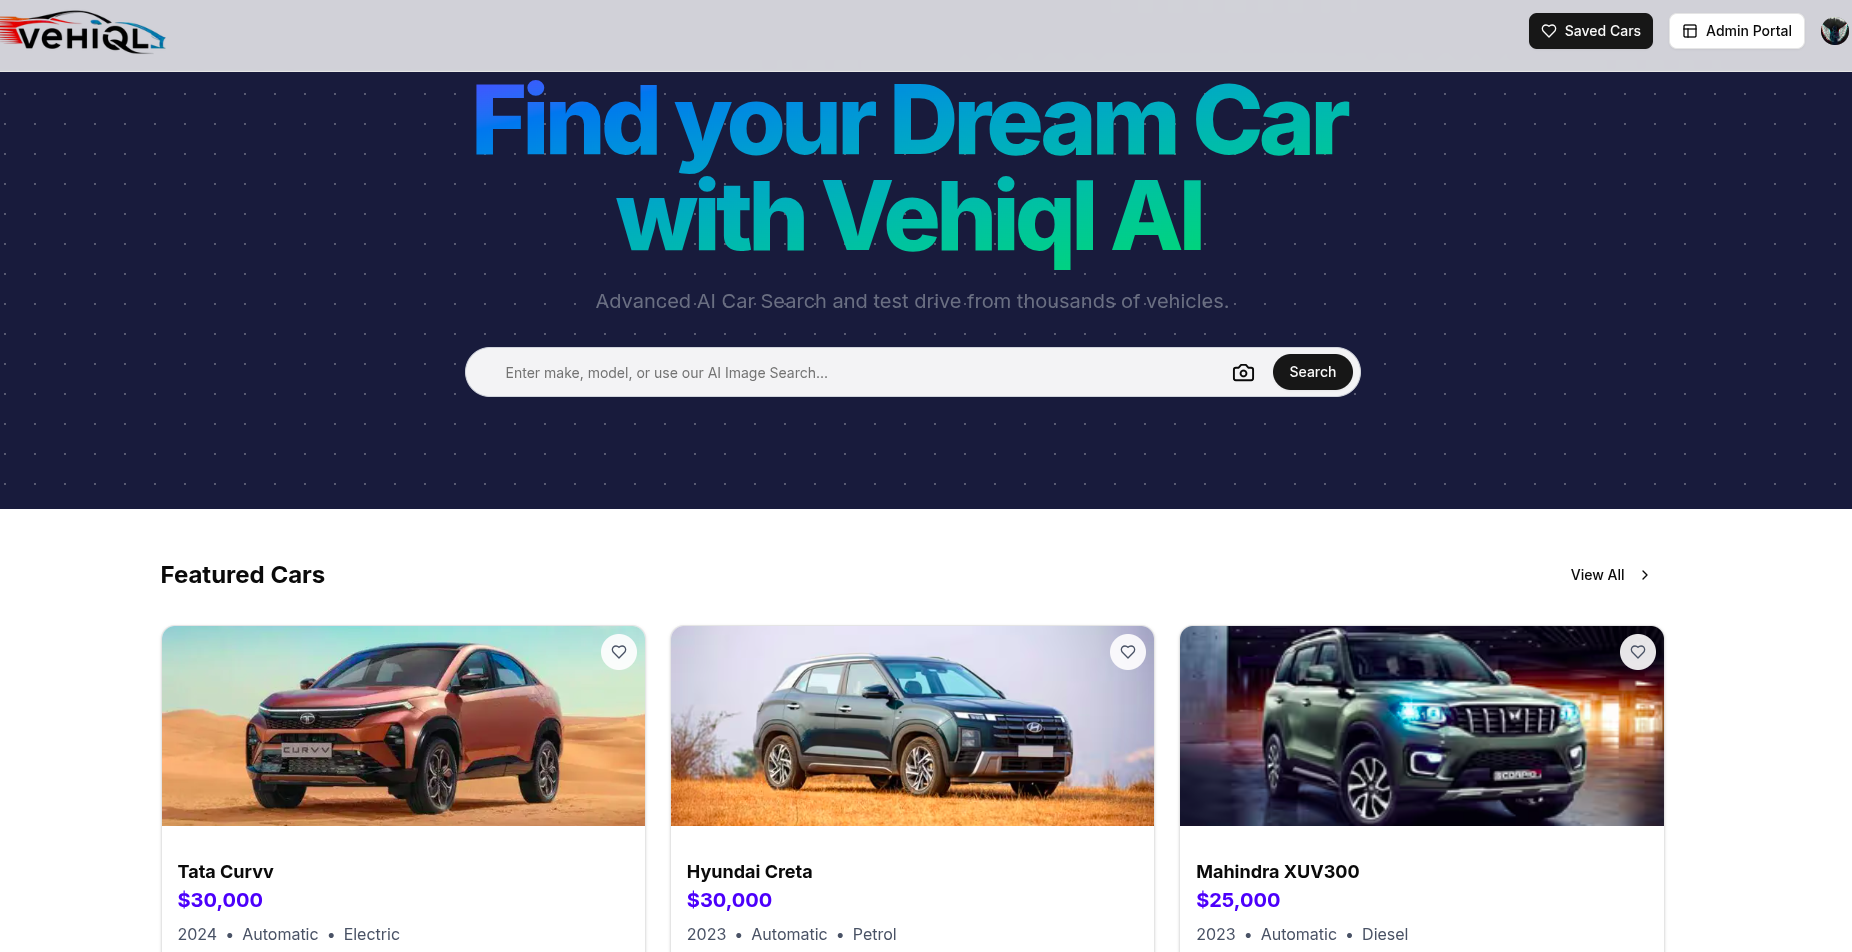 VEHIQL
Saved Cars
Admin Portal
Find your Dream Car
with Vehiql AI
Advanced AI Car Search and test drive from thousands of vehicles.
Enter make, model, or use our AI Image Search...
Search
Featured Cars
View All
CURVV
SCORPIO
Tata Curvv
$30,000
2024 • Automatic • Electric
Hyundai Creta
$30,000
2023 • Automatic • Petrol
Mahindra XUV300
$25,000
2023 • Automatic • Diesel